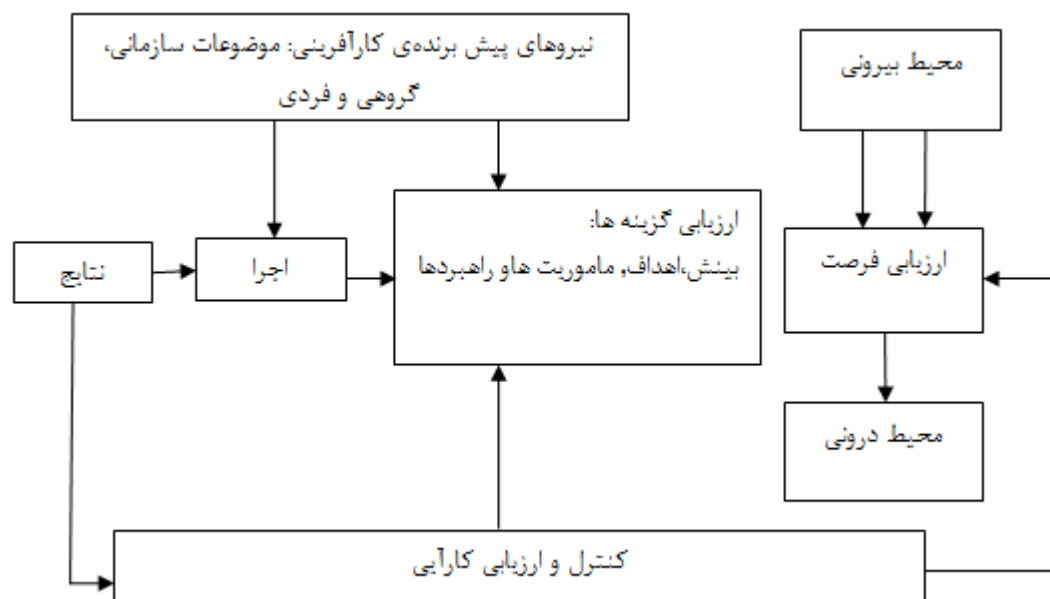 نیروهای پیش برنده‌ی کارآفرینی: موضوعات سازمانی،
گروهی و فردی
محیط بیرونی
ارزیابی گزینه ها:
بینش،اهداف, ماموریت هاو راهبردها
ارزیابی فرصت
اجرا
نتایج
محیط درونی
کنترل و ارزیابی کارآیی